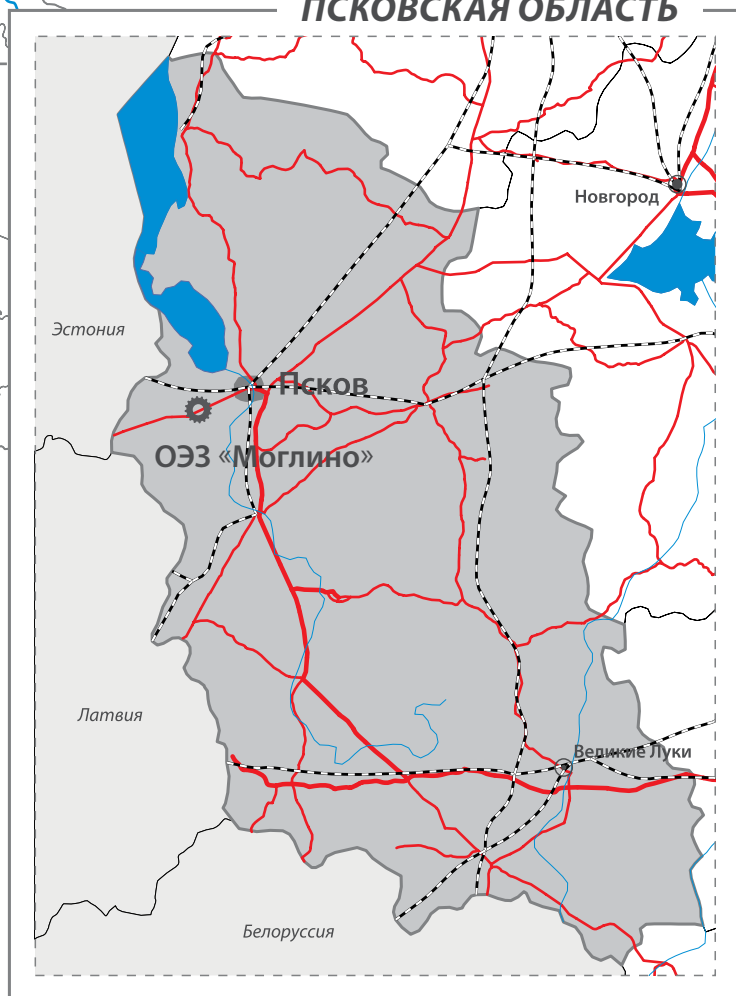 ПСКОВСКАЯ ОБЛАСТЬ
Новгород
Эстония
Псков
ОЭЗ «Моглино»
Латвия
Великие Луки
Белоруссия